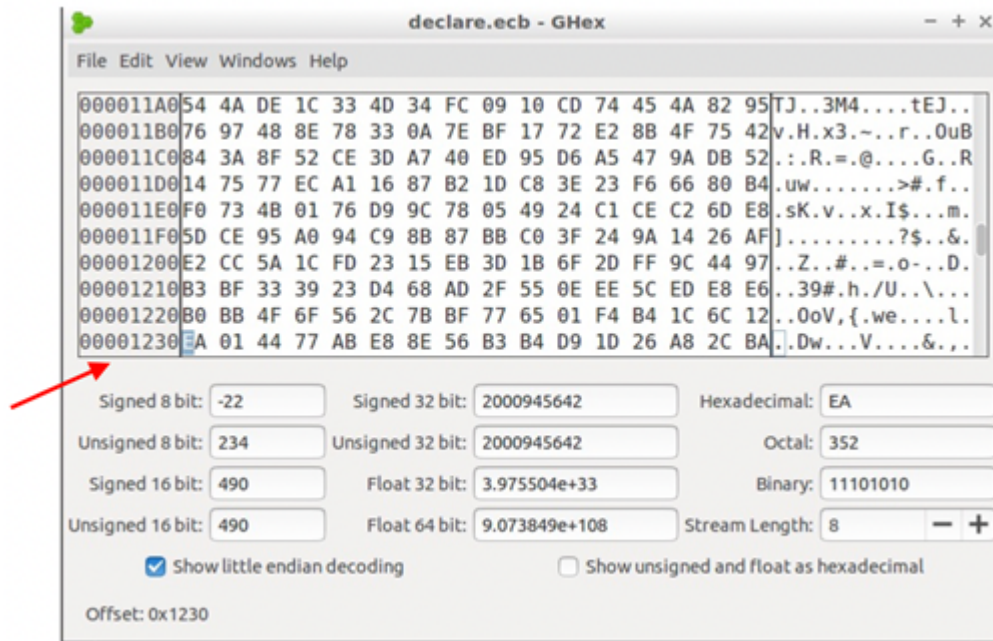 declare.ecb - GHex
File Edit View Windows Help
000011A0 54 4A DE 1C 33 4D 34 FC 09 10 CD 74 45 4A 82 95 TJ..3M4....tEJ..
000011B0 76 97 48 8E 78 33 0A 7E BF 17 72 E2 8B 4F 75 42 v.H.x3.~..r..OuB
000011C0 84 3A 8F 52 CE 3D A7 40 ED 95 D6 A5 47 9A DB 52 .:.R.=.@....G..R
000011D0 14 75 77 EC A1 16 87 B2 1D C8 3E 23 F6 66 80 B4 .uw.......>#.f..
000011E0 F0 73 4B 01 76 D9 9C 78 05 49 24 C1 CE C2 6D E8 .sK.v..x.I$...m.
000011F0 5D CE 95 A0 94 C9 8B 87 BB C0 3F 24 9A 14 26 AF ].........?$..&.
00001200 E2 CC 5A 1C FD 23 15 EB 3D 1B 6F 2D FF 9C 44 97 ..Z..#..=.o-..D.
00001210 B3 BF 33 39 23 D4 68 AD 2F 55 0E EE 5C ED E8 E6 ..39#.h./U..\...
00001220 B0 BB 4F 6F 56 2C 7B BF 77 65 01 F4 B4 1C 6C 12 ..OoV,{.we....l.
00001230 EA 01 44 77 AB E8 8E 56 B3 B4 D9 1D 26 A8 2C BA ..Dw...V....&.,.
Signed 8 bit: -22 Signed 32 bit: 2000945642 Hexadecimal: EA
Unsigned 8 bit: 234 Unsigned 32 bit: 2000945642 Octal: 352
Signed 16 bit: 490 Float 32 bit: 3.975504e+33 Binary: 11101010
Unsigned 16 bit: 490 Float 64 bit: 9.073849e+108 Stream Length: 8
Show little endian decoding Show unsigned and float as hexadecimal
Offset: 0x1230